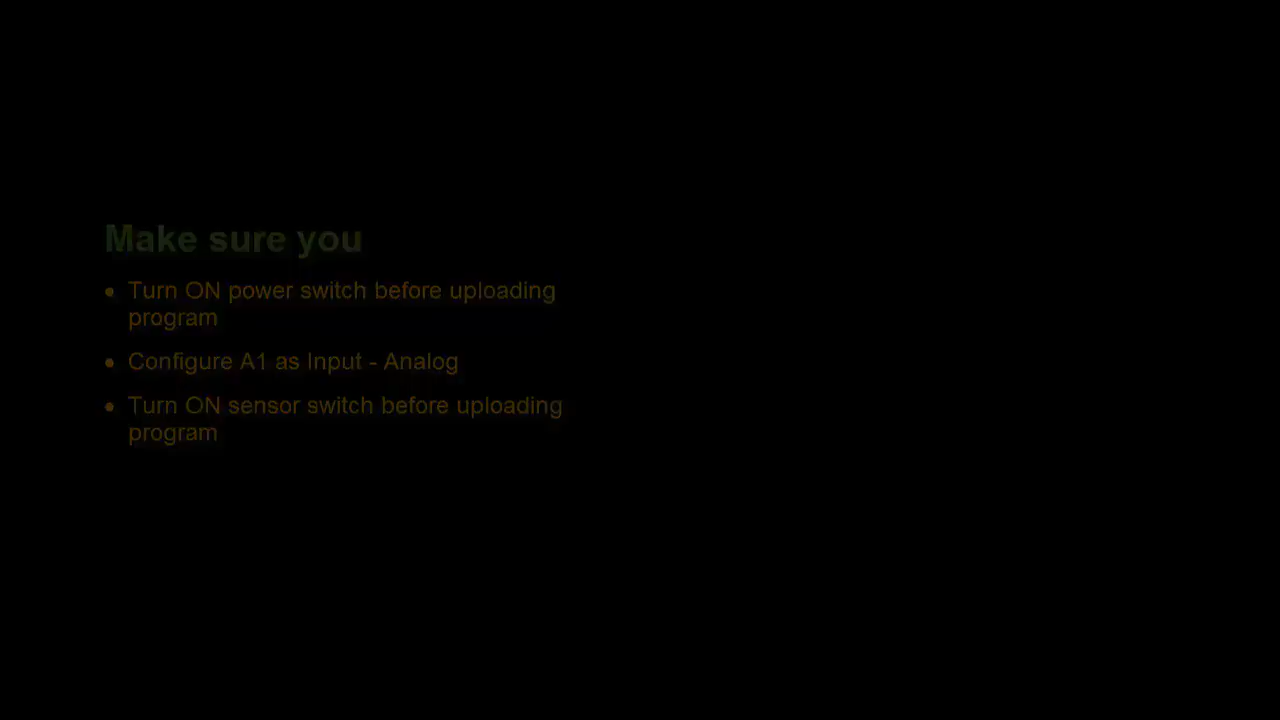 Make sure you
• Turn ON power switch before uploading
program
• Configure A1 as Input - Analog
• Turn ON sensor switch before uploading
program